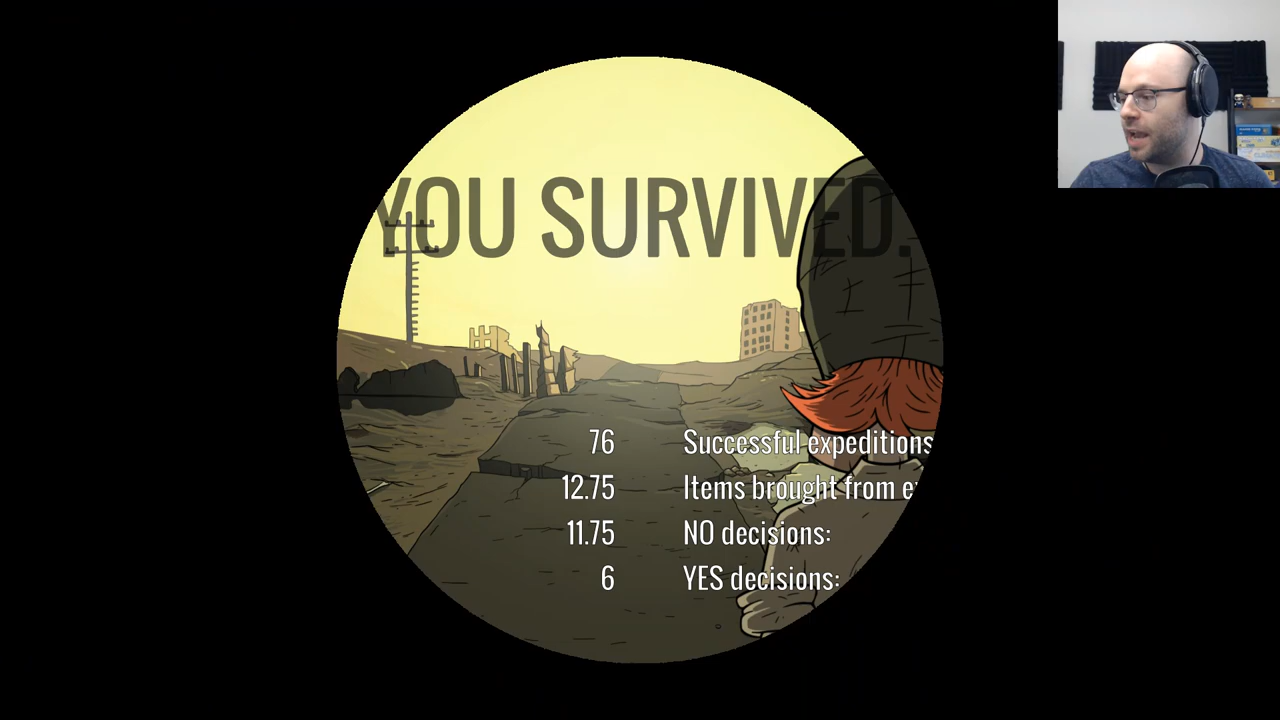 YOU SURVIVED.
76 Successful expeditions
12.75 Items brought from
11.75 NO decisions:
6 YES decisions: